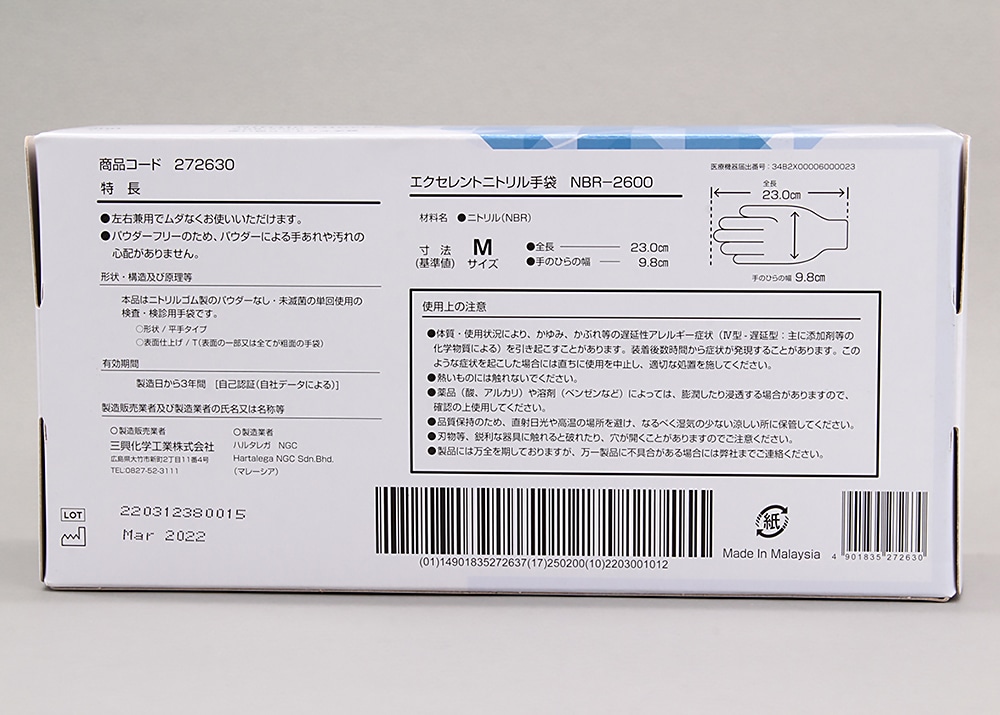 商品コード 272630
特 長
●左右兼用でムダなくお使いいただけます。
●パウダーフリーのため、パウダーによる手あれや汚れの
心配がありません。
形状・構造及び原理等
本品はニトリルゴム製のパウダーなし・未滅菌の単回使用の
検査・検診用手袋です。
○形状 / 平手タイプ
○表面仕上げ / T(表面の一部又は全てが粗面の手袋)
有効期間
製造日から3年間 [自己認証(自社データによる)]
製造販売業者及び製造業者の氏名又は名称等
○製造販売業者
三興化学工業株式会社
広島県大竹市新町2丁目11番4号
TEL:0827-52-3111
○製造業者
ハルタレガ NGC
Hartalega NGC Sdn.Bhd.
(マレーシア)
LOT 220312380015
Mar 2022
エクセレントニトリル手袋 NBR-2600
材料名 ●ニトリル(NBR)
寸 法
(基準値)
M
サイズ
●全長 23.0cm
●手のひらの幅 9.8cm
医療機器届出番号:34B2X00006000023
全長
23.0cm
手のひらの幅 9.8cm
使用上の注意
●体質・使用状況により、かゆみ、かぶれ等の遅延性アレルギー症状(Ⅳ型-遅延型:主に添加剤等の
化学物質による)を引き起こすことがあります。装着後数時間から症状が発現することがあります。この
ような症状を起こした場合には直ちに使用を中止し、適切な処置を施してください。
●熱いものには触れないでください。
●薬品(酸、アルカリ)や溶剤(ベンゼンなど)によっては、膨潤したり浸透する場合がありますので、
確認の上使用してください。
●品質保持のため、直射日光や高温の場所を避け、なるべく湿気の少ない涼しい所に保管してください。
●刃物等、鋭利な器具に触れると破れたり、穴が開くことがありますのでご注意ください。
●製品には万全を期しておりますが、万一製品に不具合がある場合には弊社までご連絡ください。
(01)14901835272637(17)250200(10)2203001012
紙
Made In Malaysia
4 901835 272630